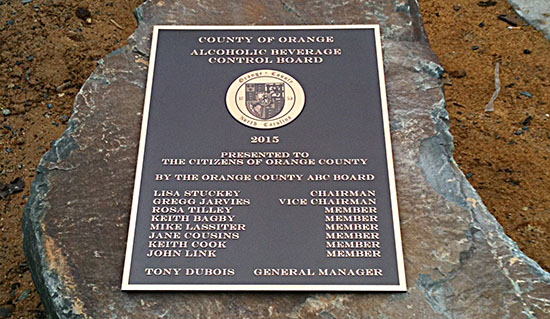 COUNTY OF ORANGE
ALCOHOLIC BEVERAGE
CONTROL BOARD
Orange County
North Carolina
2015
PRESENTED TO
THE CITIZENS OF ORANGE COUNTY
BY THE ORANGE COUNTY ABC BOARD
LISA STUCKEY CHAIRMAN
GREGG JARVIES VICE CHAIRMAN
ROSA TILLEY MEMBER
KEITH BAGBY MEMBER
MIKE LASSITER MEMBER
JANE COUSINS MEMBER
KEITH COOK MEMBER
JOHN LINK MEMBER
TONY DUBOIS GENERAL MANAGER